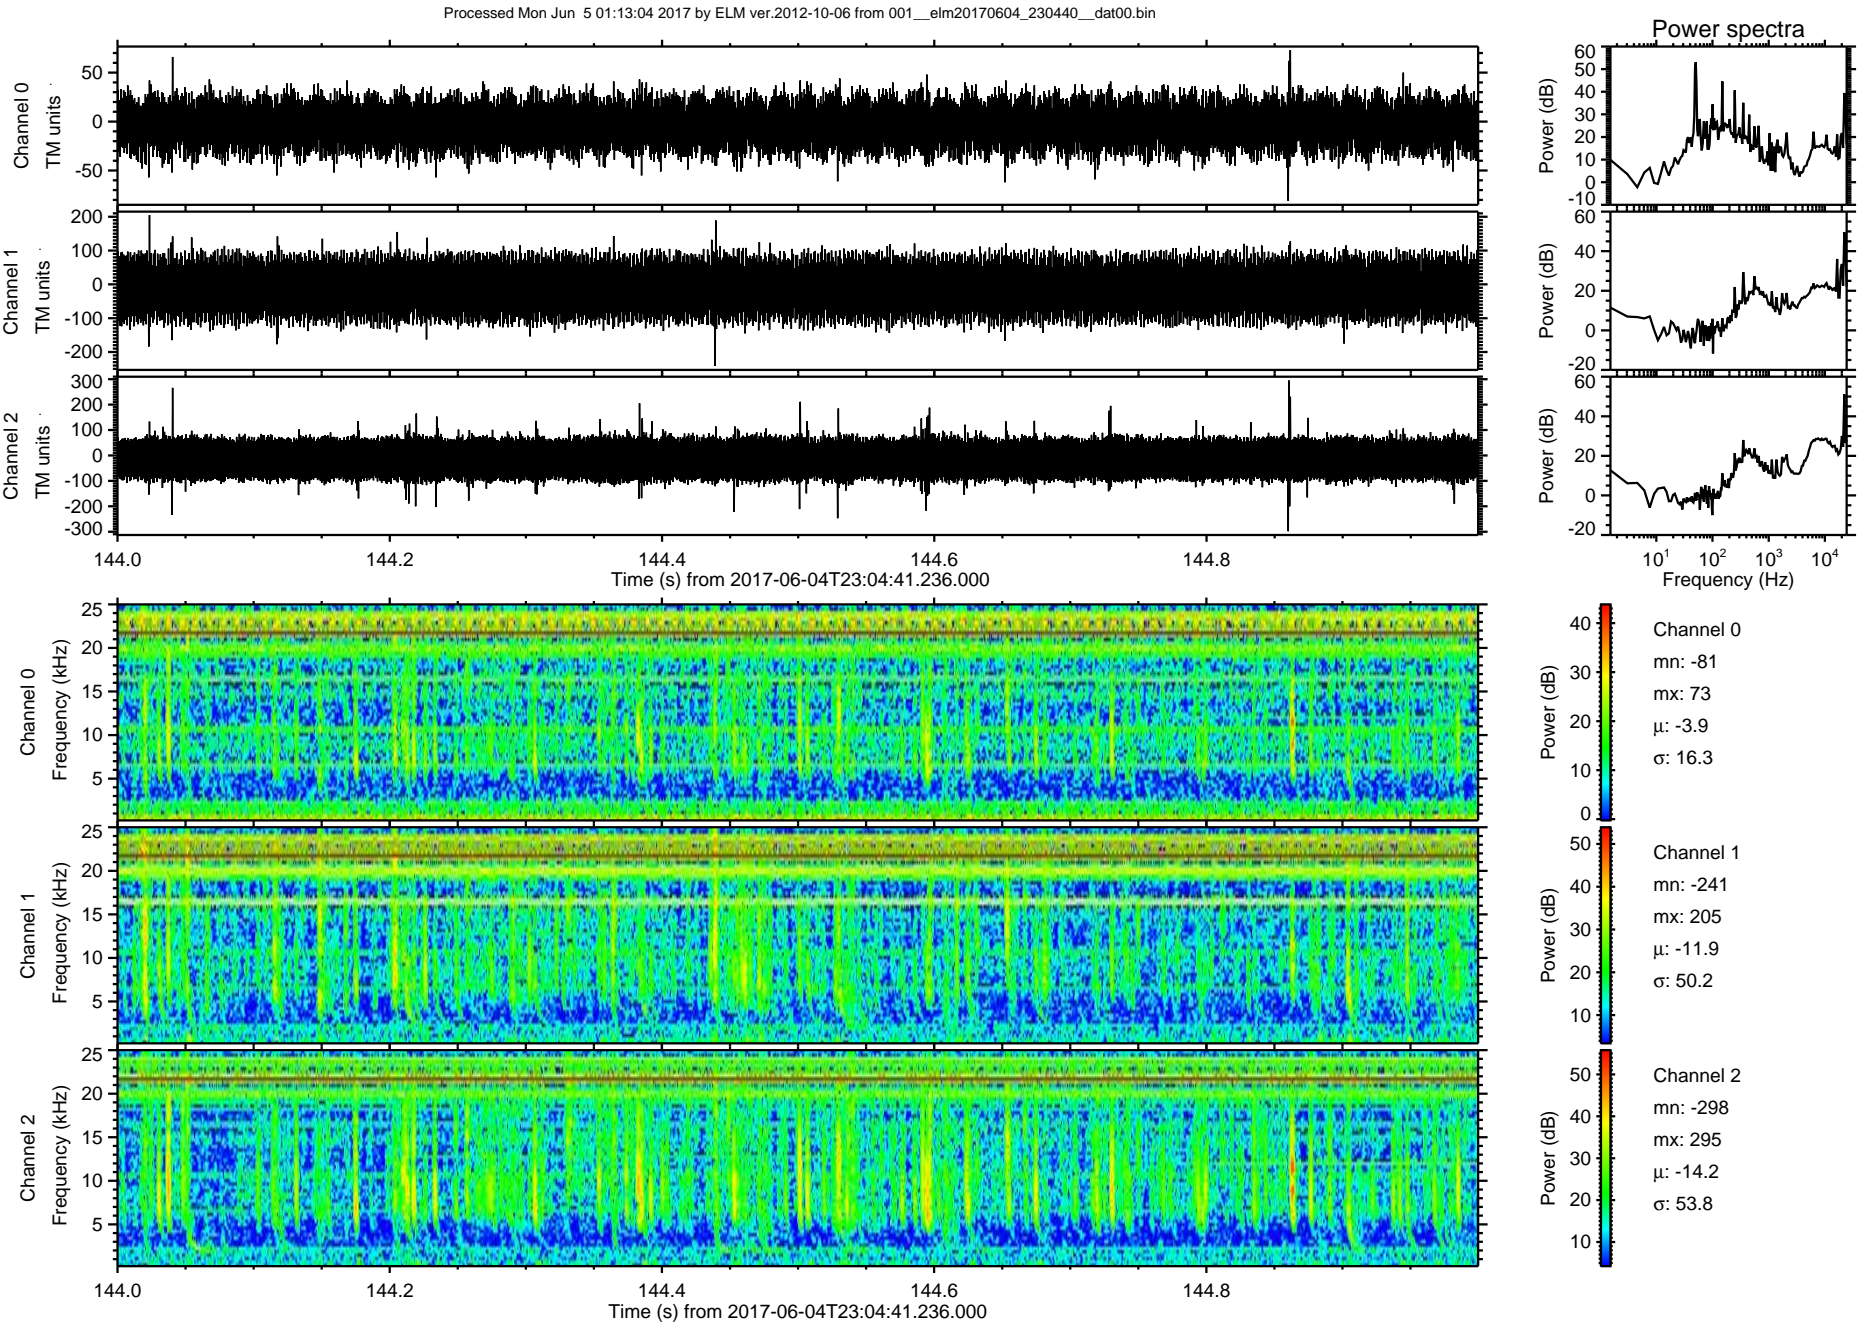 Processed Mon Jun  5 01:13:04 2017 by ELM ver.2012-10-06 from 001__elm20170604_230440__dat00.bin
Power spectra
Channel 0
TM units
50
0
-50
Power (dB)
60
50
40
30
20
10
0
-10
Channel 1
TM units
200
100
0
-100
-200
Power (dB)
60
40
20
0
-20
Channel 2
TM units
300
200
100
0
-100
-200
-300
Power (dB)
60
40
20
0
-20
144.0 144.2 144.4 144.6 144.8
Time (s) from 2017-06-04T23:04:41.236.000
10^1 10^2 10^3 10^4
Frequency (Hz)
Channel 0
Frequency (kHz)
25
20
15
10
5
Power (dB)
40
30
20
10
0
Channel 0
mn: -81
mx: 73
μ: -3.9
σ: 16.3
Channel 1
Frequency (kHz)
25
20
15
10
5
Power (dB)
50
40
30
20
10
Channel 1
mn: -241
mx: 205
μ: -11.9
σ: 50.2
Channel 2
Frequency (kHz)
25
20
15
10
5
Power (dB)
50
40
30
20
10
Channel 2
mn: -298
mx: 295
μ: -14.2
σ: 53.8
144.0 144.2 144.4 144.6 144.8
Time (s) from 2017-06-04T23:04:41.236.000